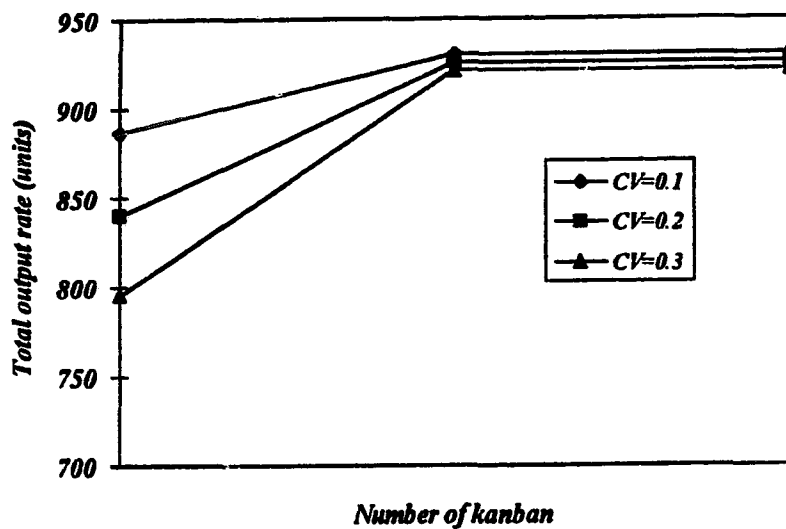 950
900
850
800
750
700
Total output rate (units)
CV=0.1
CV=0.2
CV=0.3
Number of kanban